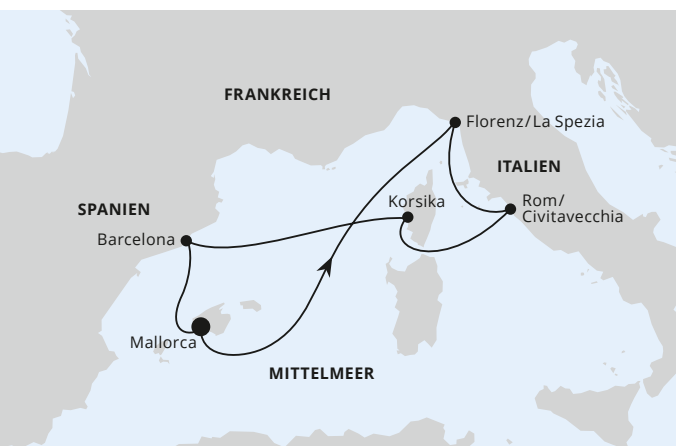 FRANKREICH
Florenz/La Spezia
ITALIEN
Korsika
Rom/
Civitavecchia
SPANIEN
Barcelona
Mallorca
MITTELMEER